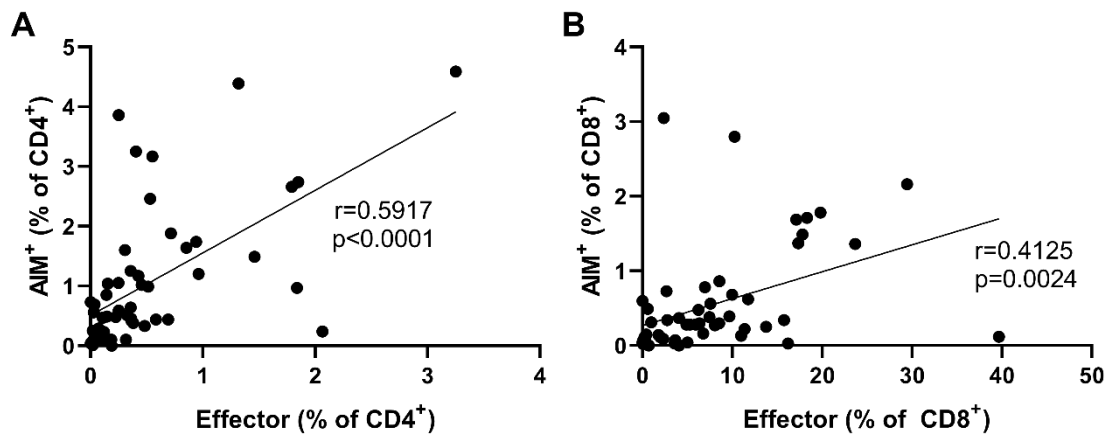 A
5
4
3
2
1
0
AIM⁺ (% of CD4⁺)
r=0.5917
p<0.0001
0 1 2 3 4
Effector (% of CD4⁺)
B
4
3
2
1
0
AIM⁺ (% of CD8⁺)
r=0.4125
p=0.0024
0 10 20 30 40 50
Effector (% of CD8⁺)